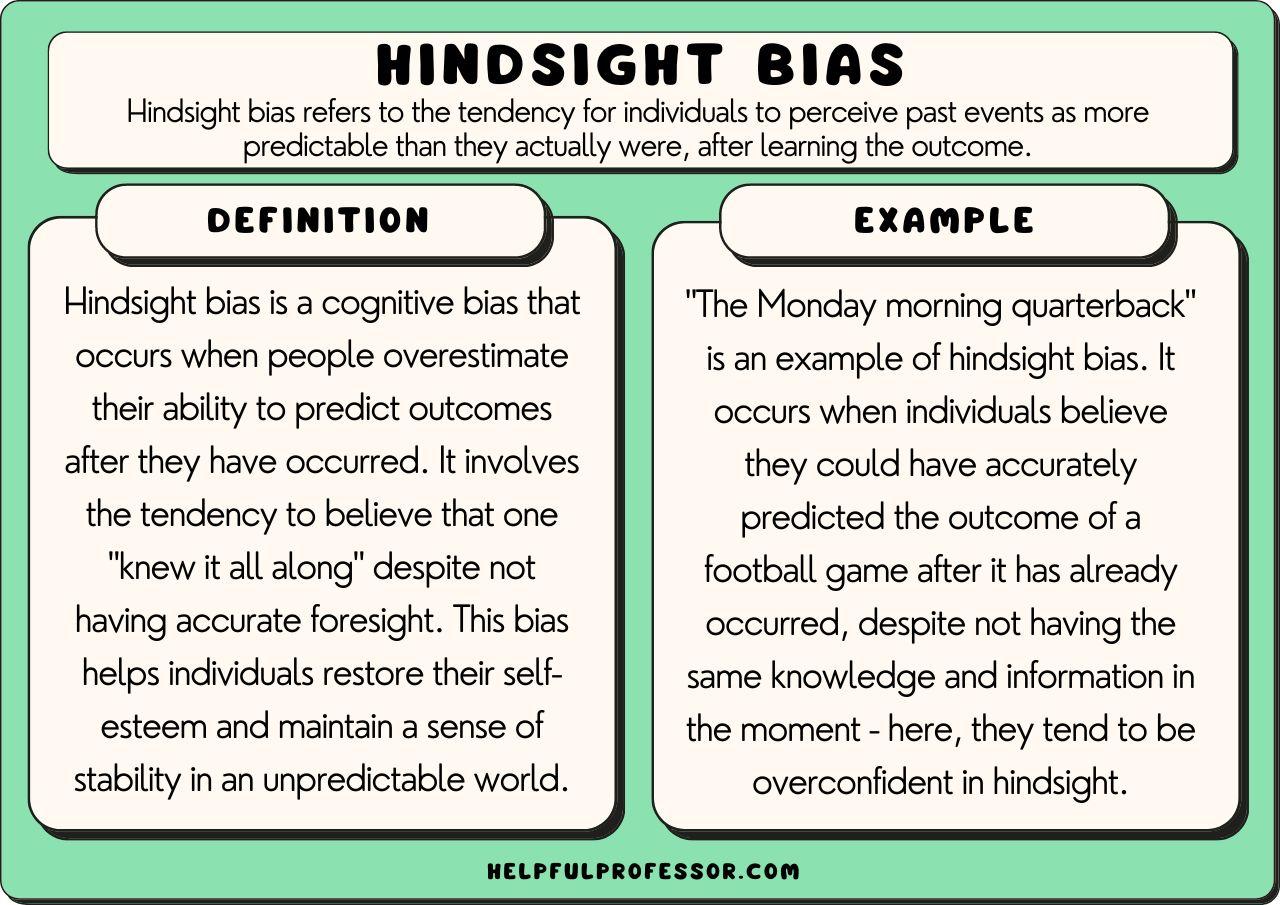 HINDSIGHT BIAS
Hindsight bias refers to the tendency for individuals to perceive past events as more
predictable than they actually were, after learning the outcome.
DEFINITION
Hindsight bias is a cognitive bias that
occurs when people overestimate
their ability to predict outcomes
after they have occurred. It involves
the tendency to believe that one
"knew it all along" despite not
having accurate foresight. This bias
helps individuals restore their self-
esteem and maintain a sense of
stability in an unpredictable world.
EXAMPLE
"The Monday morning quarterback"
is an example of hindsight bias. It
occurs when individuals believe
they could have accurately
predicted the outcome of a
football game after it has already
occurred, despite not having the
same knowledge and information in
the moment - here, they tend to be
overconfident in hindsight.
HELPFULPROFESSOR.COM